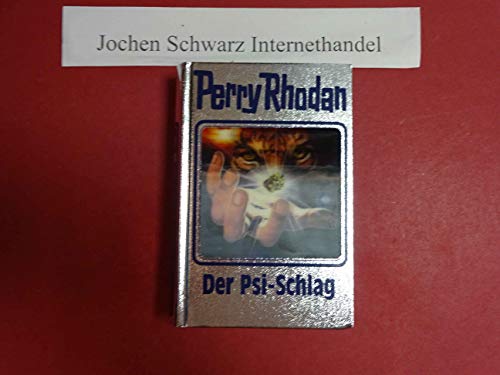 Jochen Schwarz Internethandel
Perry Rhodan
Der Psi-Schlag